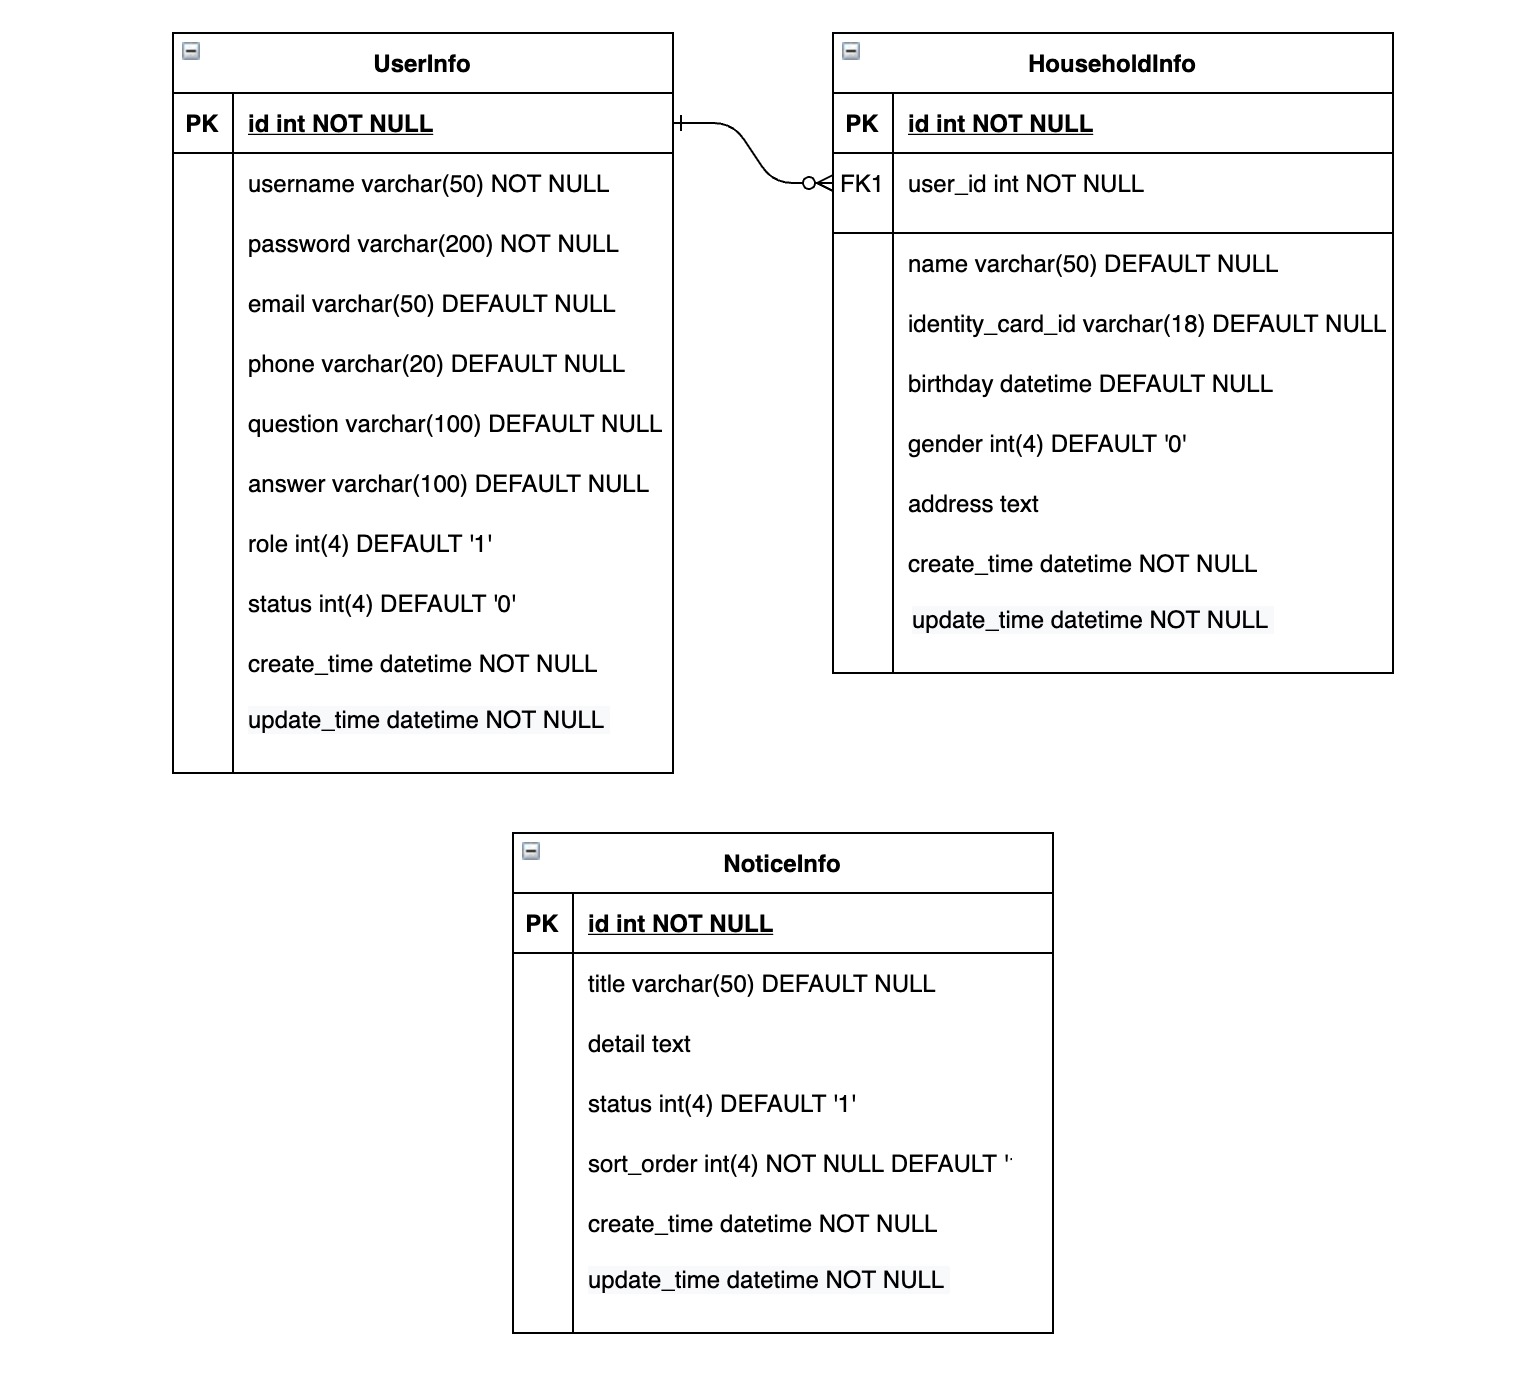 UserInfo
PK id int NOT NULL
username varchar(50) NOT NULL
password varchar(200) NOT NULL
email varchar(50) DEFAULT NULL
phone varchar(20) DEFAULT NULL
question varchar(100) DEFAULT NULL
answer varchar(100) DEFAULT NULL
role int(4) DEFAULT '1'
status int(4) DEFAULT '0'
create_time datetime NOT NULL
update_time datetime NOT NULL
HouseholdInfo
PK id int NOT NULL
FK1 user_id int NOT NULL
name varchar(50) DEFAULT NULL
identity_card_id varchar(18) DEFAULT NULL
birthday datetime DEFAULT NULL
gender int(4) DEFAULT '0'
address text
create_time datetime NOT NULL
update_time datetime NOT NULL
NoticeInfo
PK id int NOT NULL
title varchar(50) DEFAULT NULL
detail text
status int(4) DEFAULT '1'
sort_order int(4) NOT NULL DEFAULT '
create_time datetime NOT NULL
update_time datetime NOT NULL